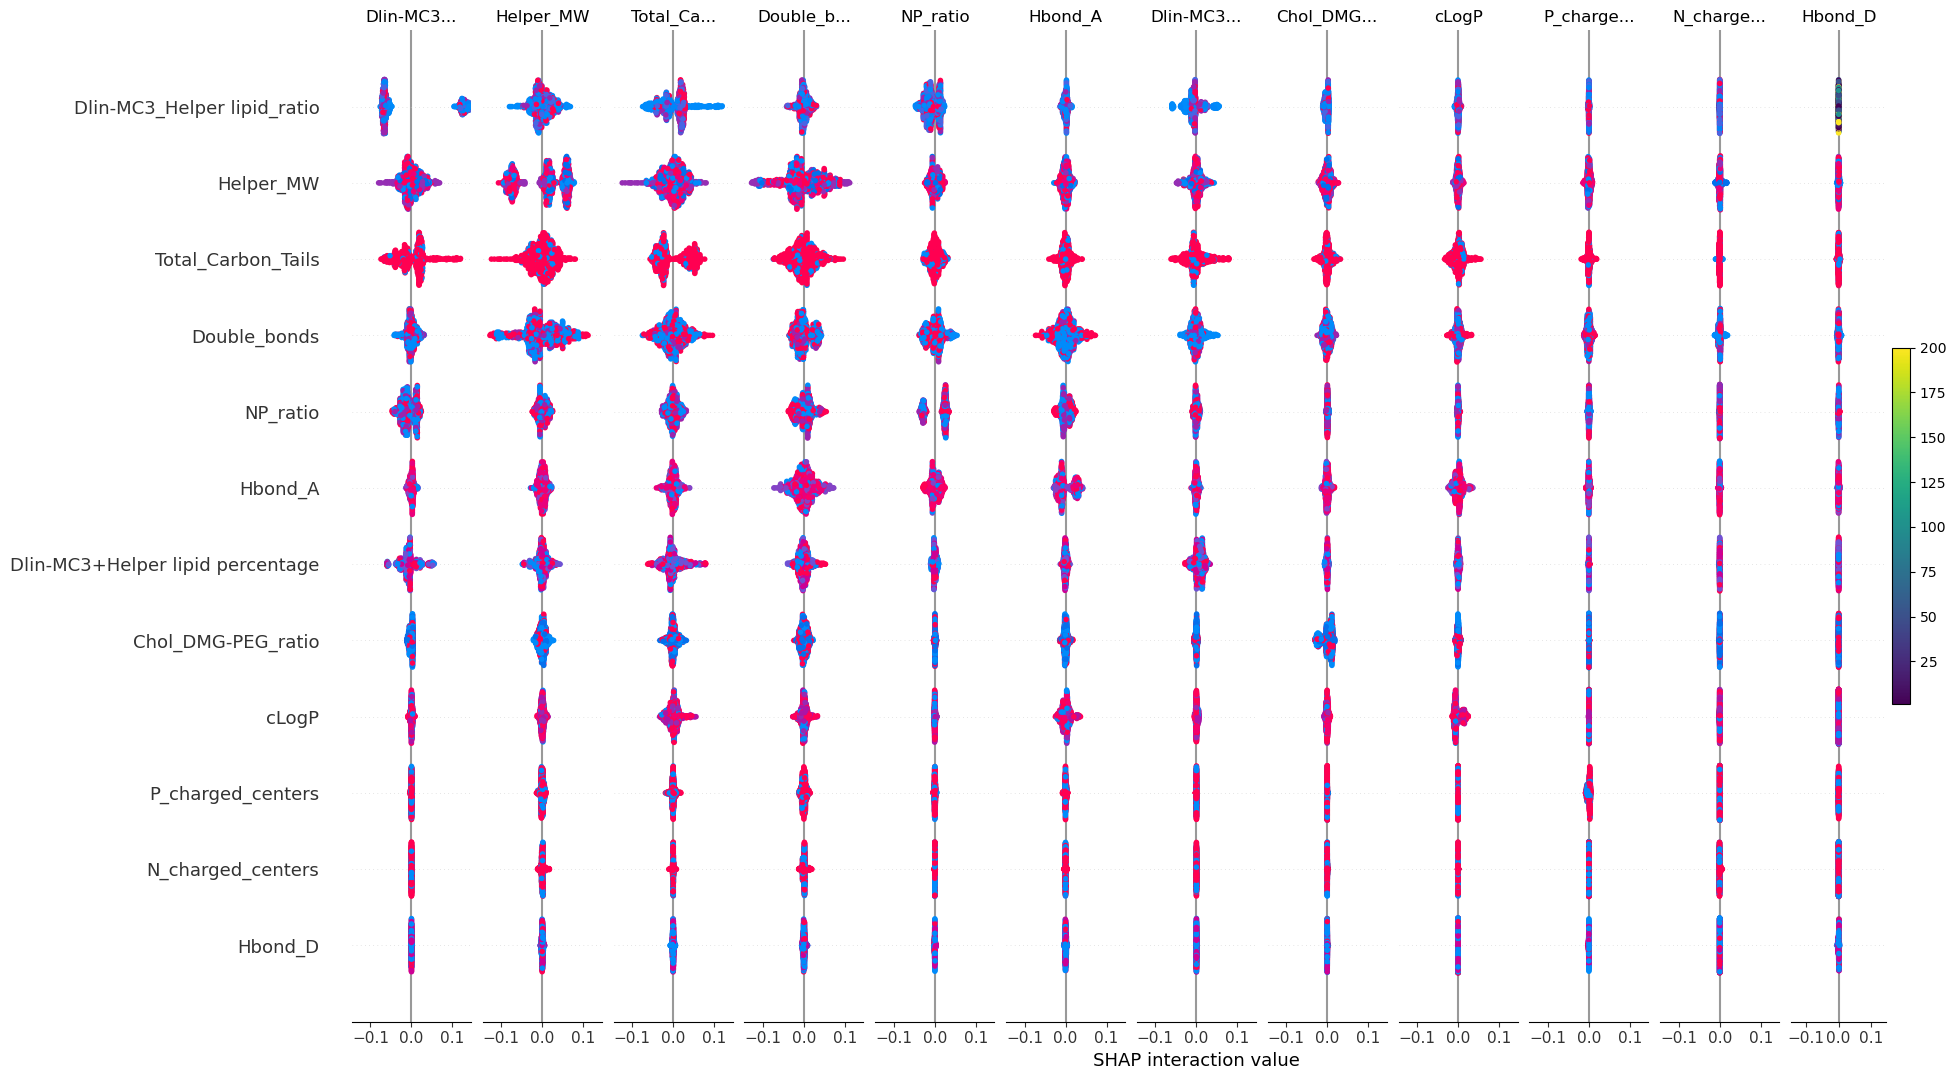 Dlin-MC3... Helper_MW Total_Ca... Double_b... NP_ratio Hbond_A Dlin-MC3... Chol_DMG... cLogP P_charge... N_charge... Hbond_D
Dlin-MC3_Helper lipid_ratio
Helper_MW
Total_Carbon_Tails
Double_bonds
NP_ratio
Hbond_A
Dlin-MC3+Helper lipid percentage
Chol_DMG-PEG_ratio
cLogP
P_charged_centers
N_charged_centers
Hbond_D
200
175
150
125
100
75
50
25
−0.1 0.0 0.1 −0.1 0.0 0.1 −0.1 0.0 0.1 −0.1 0.0 0.1 −0.1 0.0 0.1 −0.1 0.0 0.1 −0.1 0.0 0.1 −0.1 0.0 0.1 −0.1 0.0 0.1 −0.1 0.0 0.1 −0.1 0.0 0.1 −0.1 0.0 0.1
SHAP interaction value